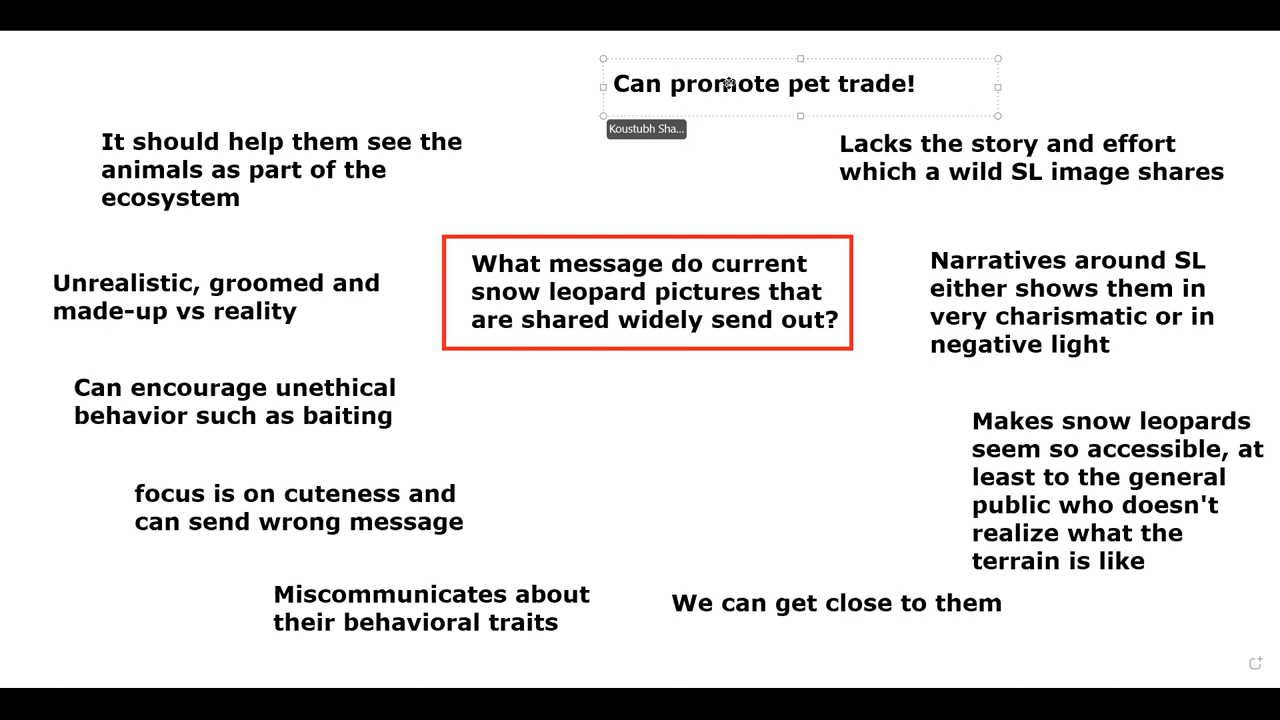 Can promote pet trade!
Koustubh Sha...
It should help them see the
animals as part of the
ecosystem
Lacks the story and effort
which a wild SL image shares
What message do current
snow leopard pictures that
are shared widely send out?
Unrealistic, groomed and
made-up vs reality
Narratives around SL
either shows them in
very charismatic or in
negative light
Can encourage unethical
behavior such as baiting
Makes snow leopards
seem so accessible, at
least to the general
public who doesn't
realize what the
terrain is like
focus is on cuteness and
can send wrong message
Miscommunicates about
their behavioral traits
We can get close to them